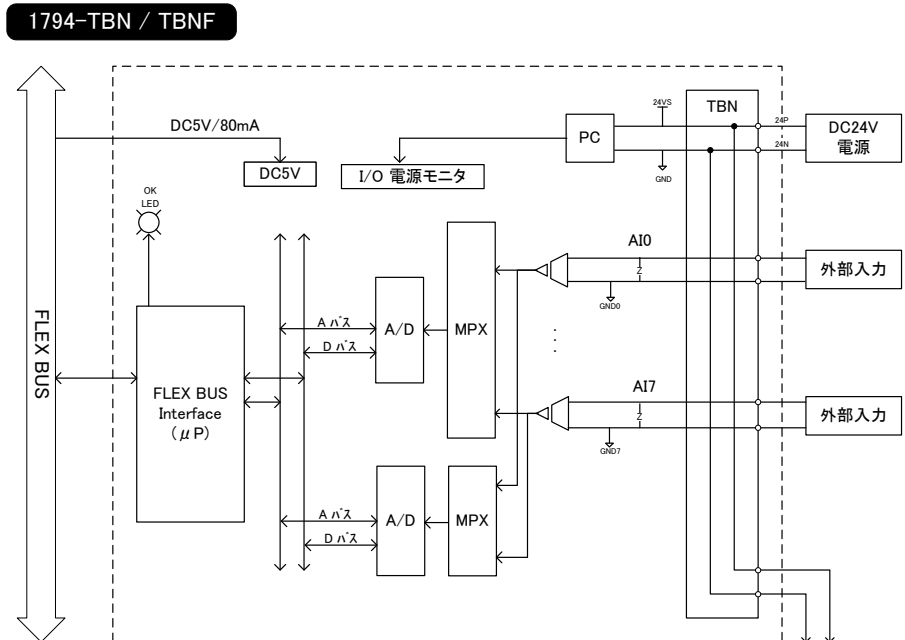 1794-TBN / TBNF
DC5V/80mA
DC5V
24VS
TBN
24P
PC
DC24V
電源
24N
I/O 電源モニタ
GND
OK
LED
AI0
Z
外部入力
GND0
FLEX BUS
A バス
A/D
MPX
D バス
FLEX BUS
Interface
(μP)
AI7
Z
外部入力
GND7
A バス
A/D
MPX
D バス